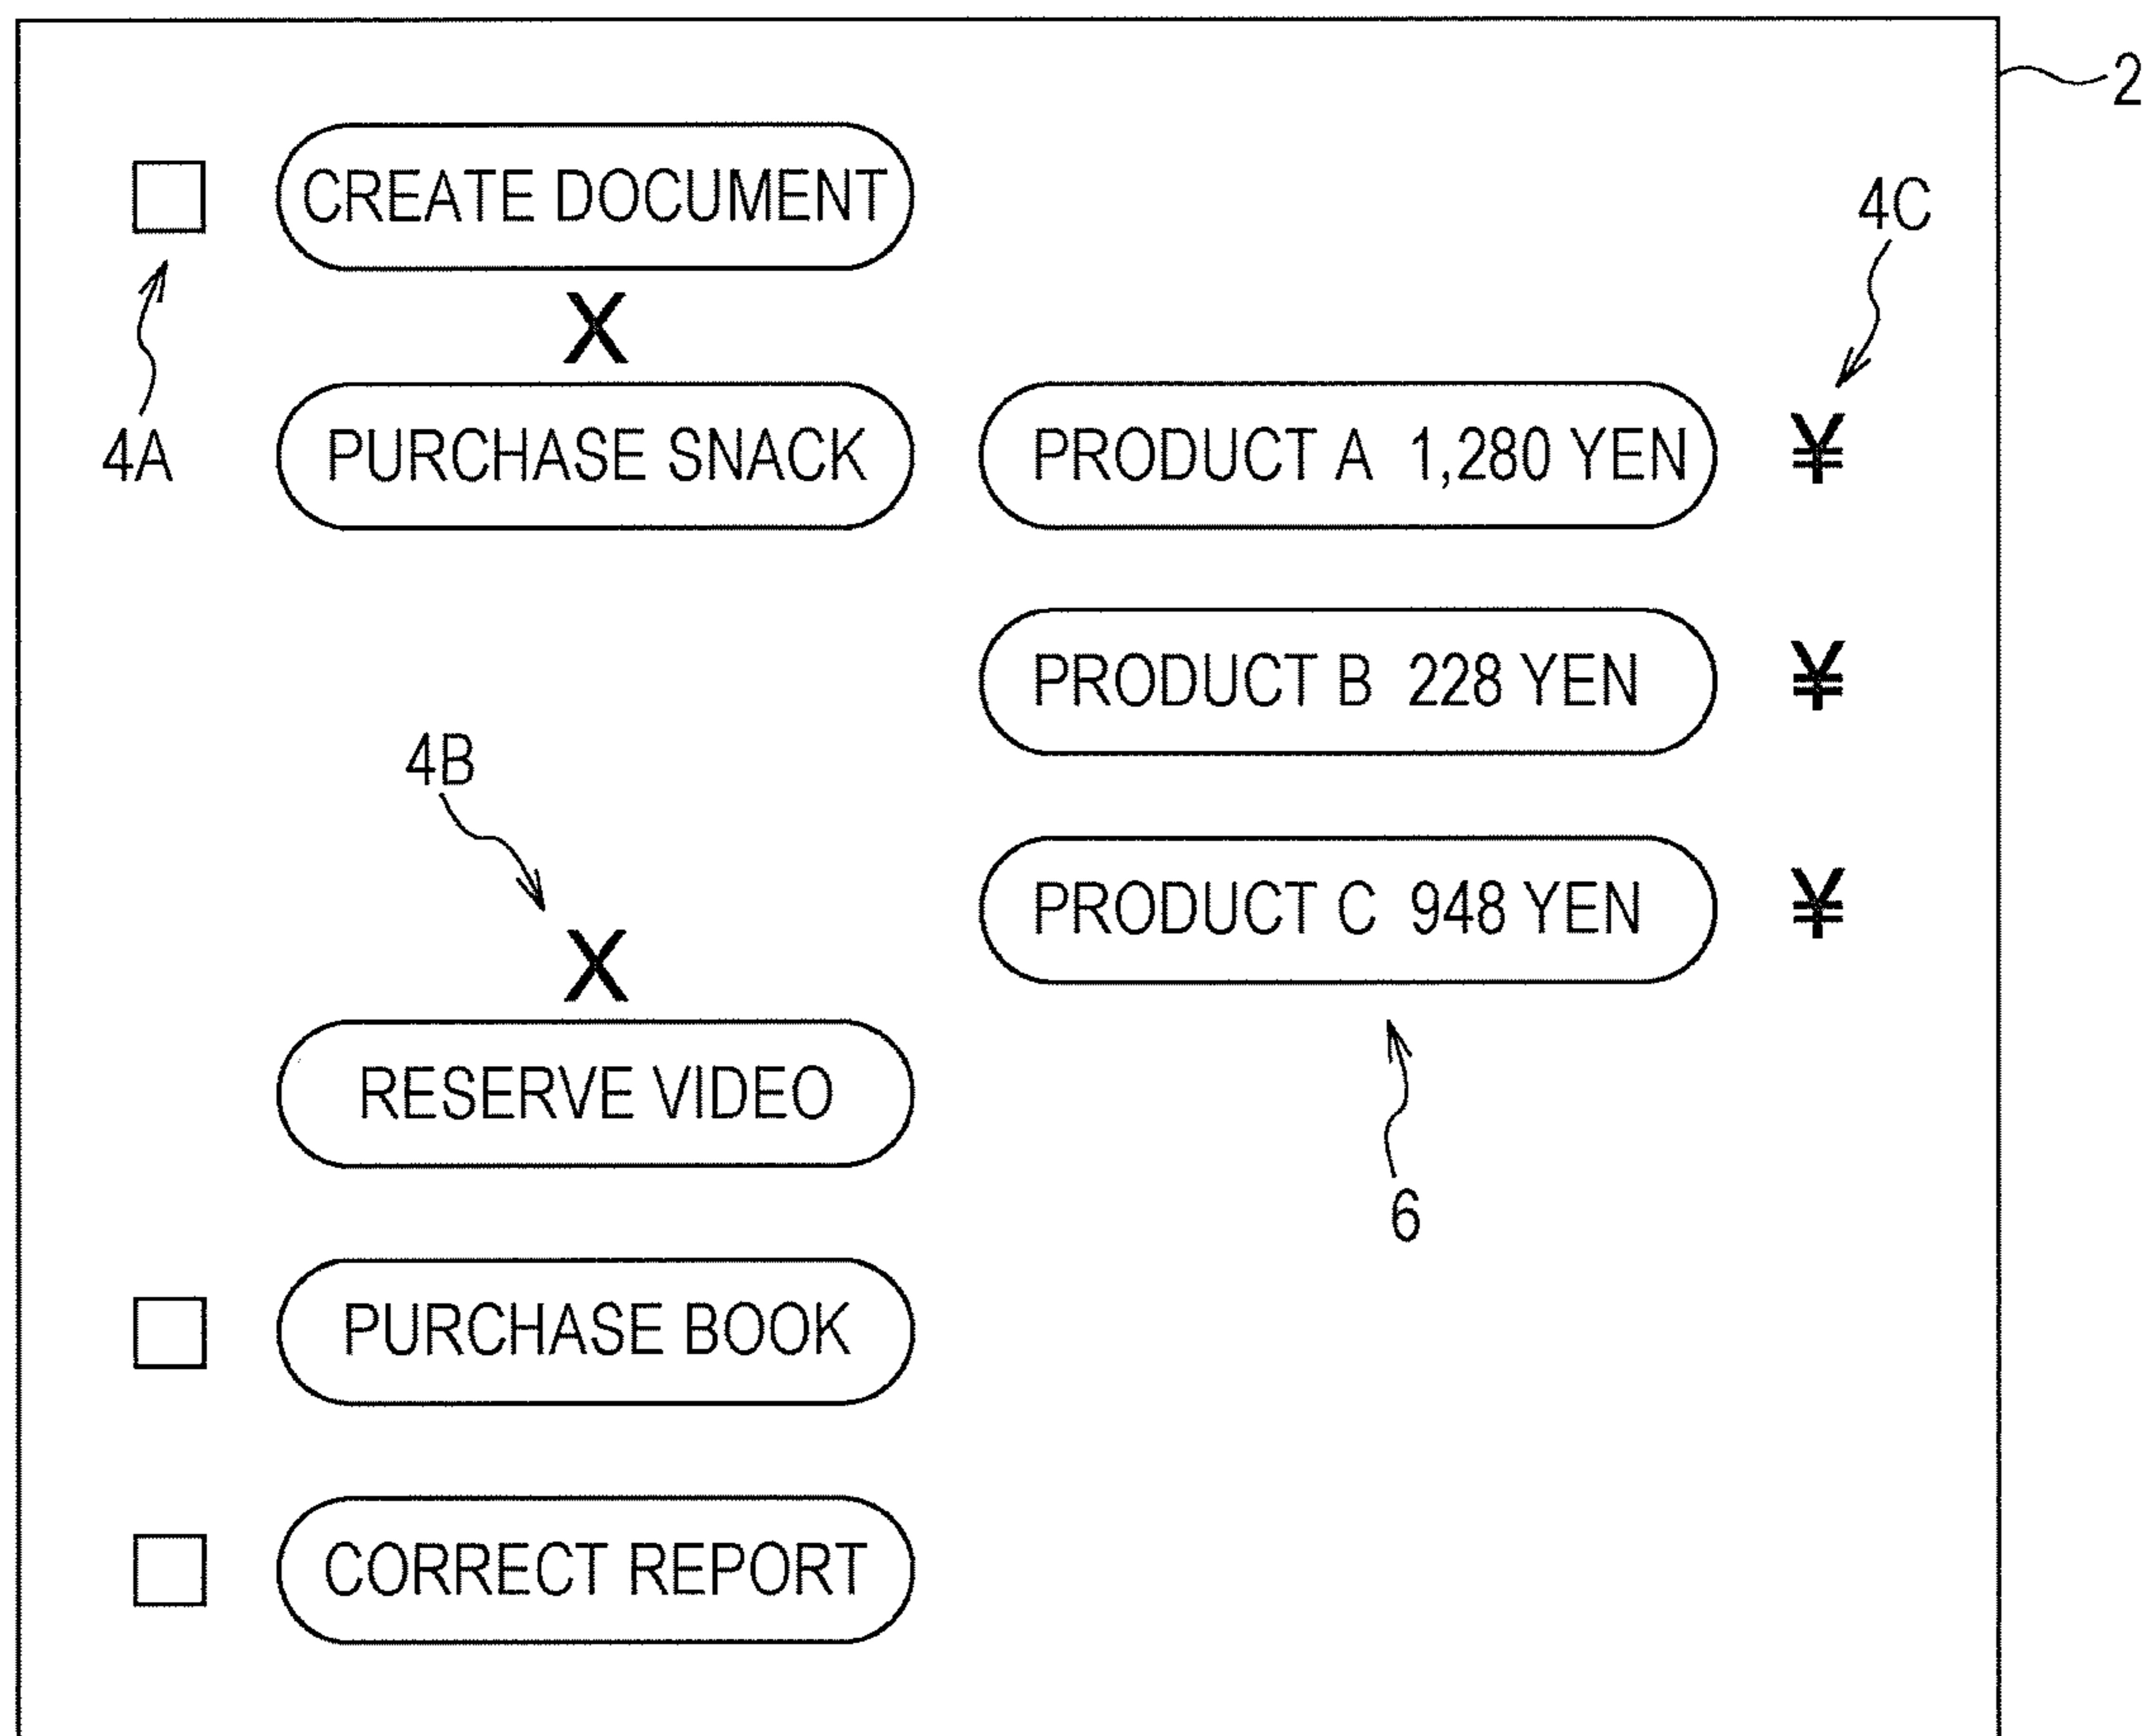 2
CREATE DOCUMENT
4C
X
4A
PURCHASE SNACK
PRODUCT A 1,280 YEN
¥
PRODUCT B 228 YEN
¥
4B
PRODUCT C 948 YEN
¥
X
RESERVE VIDEO
6
PURCHASE BOOK
CORRECT REPORT